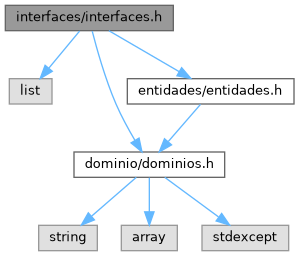 interfaces/interfaces.h
list
entidades/entidades.h
dominio/dominios.h
string
array
stdexcept